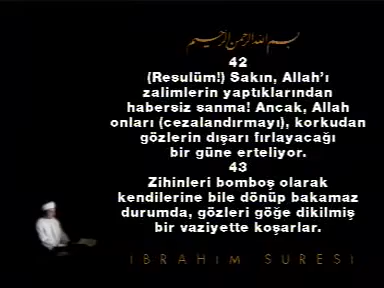 بسم الله الرحمن الرحيم
42
(Resulüm!) Sakın, Allah'ı
zalimlerin yaptıklarından
habersiz sanma! Ancak, Allah
onları (cezalandırmayı), korkudan
gözlerin dışarı fırlayacağı
bir güne erteliyor.
43
Zihinleri bomboş olarak
kendilerine bile dönüp bakamaz
durumda, gözleri göğe dikilmiş
bir vaziyette koşarlar.
İBRAHİM SURESİ